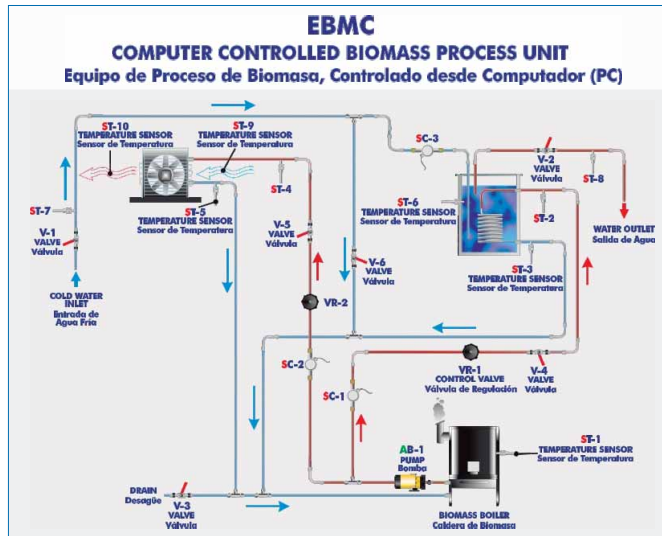 EBMC
COMPUTER CONTROLLED BIOMASS PROCESS UNIT
Equipo de Proceso de Biomasa, Controlado desde Computador (PC)
ST-10
TEMPERATURE SENSOR
Sensor de Temperatura
ST-9
TEMPERATURE SENSOR
Sensor de Temperatura
SC-3
V-2
VALVE
Válvula
ST-8
ST-4
ST-7
ST-5
TEMPERATURE SENSOR
Sensor de Temperatura
ST-6
TEMPERATURE SENSOR
Sensor de Temperatura
ST-2
WATER OUTLET
Salida de Agua
V-1
VALVE
Válvula
V-5
VALVE
Válvula
V-6
VALVE
Válvula
ST-3
TEMPERATURE SENSOR
Sensor de Temperatura
COLD WATER
INLET
Entrada de
Agua Fría
VR-2
SC-2
VR-1
CONTROL VALVE
Válvula de Regulación
V-4
VALVE
Válvula
SC-1
AB-1
PUMP
Bomba
ST-1
TEMPERATURE SENSOR
Sensor de Temperatura
DRAIN
Desagüe
V-3
VALVE
Válvula
BIOMASS BOILER
Caldera de Biomasa